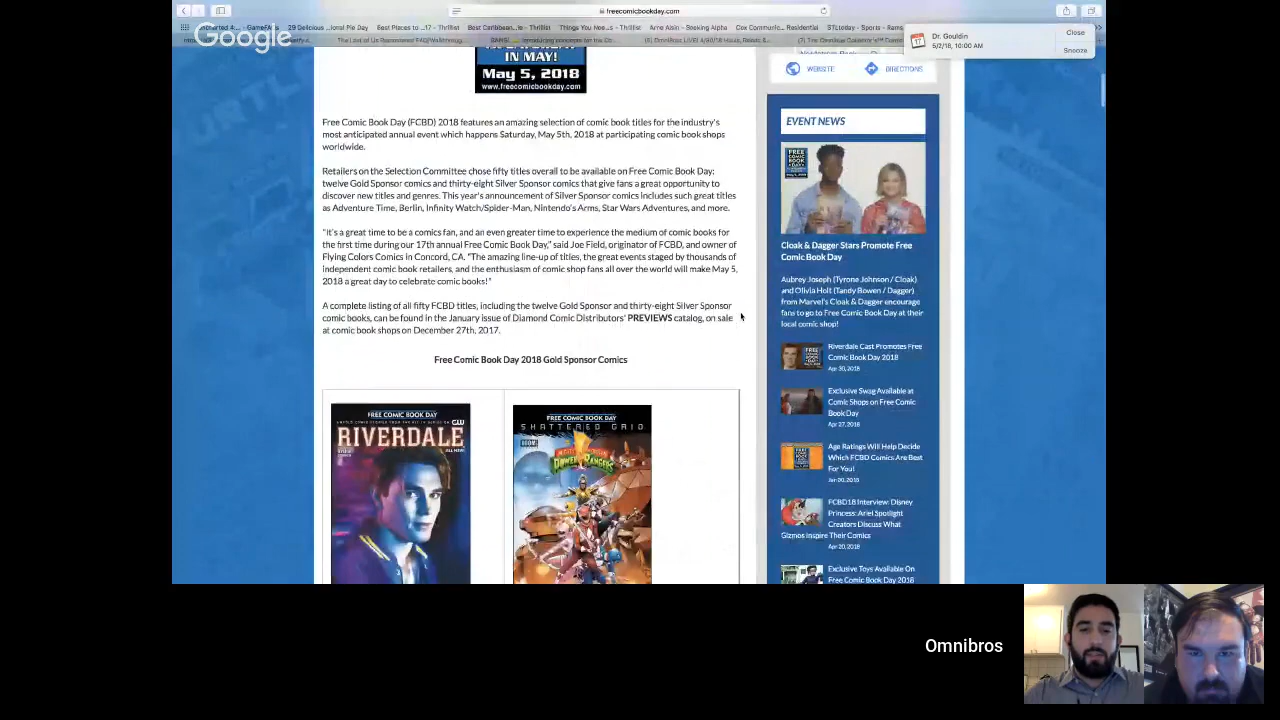 freecomicbookday.com
Google
Dr. Gouldin
5/2/18, 10:00 AM
Close
Snooze
IN MAY!
May 5, 2018
www.freecomicbookday.com
WEBSITE
DIRECTIONS
Free Comic Book Day (FCBD) 2018 features an amazing selection of comic book titles for the industry's
most anticipated annual event which happens Saturday, May 5th, 2018 at participating comic book shops
worldwide.
Retailers on the Selection Committee chose fifty titles overall to be available on Free Comic Book Day:
twelve Gold Sponsor comics and thirty-eight Silver Sponsor comics that give fans a great opportunity to
discover new titles and genres. This year's announcement of Silver Sponsor comics includes such great titles
as Adventure Time, Berlin, Infinity Watch/Spider-Man, Nintendo's Arms, Star Wars Adventures, and more.
"It's a great time to be a comics fan, and an even greater time to experience the medium of comic books for
the first time during our 17th annual Free Comic Book Day," said Joe Field, originator of FCBD, and owner of
Flying Colors Comics in Concord, CA. "The amazing line-up of titles, the great events staged by thousands of
independent comic book retailers, and the enthusiasm of comic shop fans all over the world will make May 5,
2018 a great day to celebrate comic books!"
A complete listing of all fifty FCBD titles, including the twelve Gold Sponsor and thirty-eight Silver Sponsor
comic books, can be found in the January issue of Diamond Comic Distributors' PREVIEWS catalog, on sale
at comic book shops on December 27th, 2017.
Free Comic Book Day 2018 Gold Sponsor Comics
FREE COMIC BOOK DAY
RIVERDALE
FREE COMIC BOOK DAY
SHATTERED GRID
POWER RANGERS
EVENT NEWS
Cloak & Dagger Stars Promote Free
Comic Book Day
Aubrey Joseph (Tyrone Johnson / Cloak)
and Olivia Holt (Tandy Bowen / Dagger)
from Marvel's Cloak & Dagger encourage
fans to go to Free Comic Book Day at their
local comic shop!
Riverdale Cast Promotes Free
Comic Book Day 2018
Apr 30, 2018
Exclusive Swag Available at
Comic Shops on Free Comic
Book Day
Apr 27, 2018
Age Ratings Will Help Decide
Which FCBD Comics Are Best
For You!
FCBD18 Interview: Disney
Princess: Ariel Spotlight
Creators Discuss What
Gizmos Inspire Their Comics
Apr 20, 2018
Exclusive Toys Available On
Free Comic Book Day 2018
Omnibros